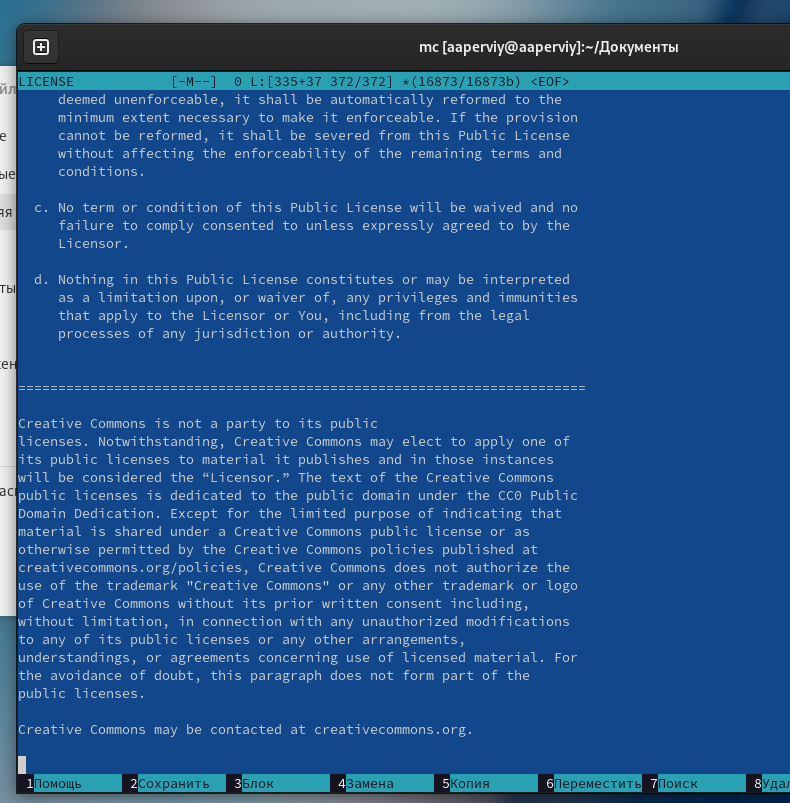 mc [aaperviy@aaperviy]:~/Документы
LICENSE [-M--] 0 L:[335+37 372/372] *(16873/16873b) <EOF>
deemed unenforceable, it shall be automatically reformed to the
minimum extent necessary to make it enforceable. If the provision
cannot be reformed, it shall be severed from this Public License
without affecting the enforceability of the remaining terms and
conditions.
c. No term or condition of this Public License will be waived and no
failure to comply consented to unless expressly agreed to by the
Licensor.
d. Nothing in this Public License constitutes or may be interpreted
as a limitation upon, or waiver of, any privileges and immunities
that apply to the Licensor or You, including from the legal
processes of any jurisdiction or authority.
=======================================================================
Creative Commons is not a party to its public
licenses. Notwithstanding, Creative Commons may elect to apply one of
its public licenses to material it publishes and in those instances
will be considered the “Licensor.” The text of the Creative Commons
public licenses is dedicated to the public domain under the CC0 Public
Domain Dedication. Except for the limited purpose of indicating that
material is shared under a Creative Commons public license or as
otherwise permitted by the Creative Commons policies published at
creativecommons.org/policies, Creative Commons does not authorize the
use of the trademark "Creative Commons" or any other trademark or logo
of Creative Commons without its prior written consent including,
without limitation, in connection with any unauthorized modifications
to any of its public licenses or any other arrangements,
understandings, or agreements concerning use of licensed material. For
the avoidance of doubt, this paragraph does not form part of the
public licenses.
Creative Commons may be contacted at creativecommons.org.
1Помощь 2Сохранить 3Блок 4Замена 5Копия 6Переместить 7Поиск 8Удал